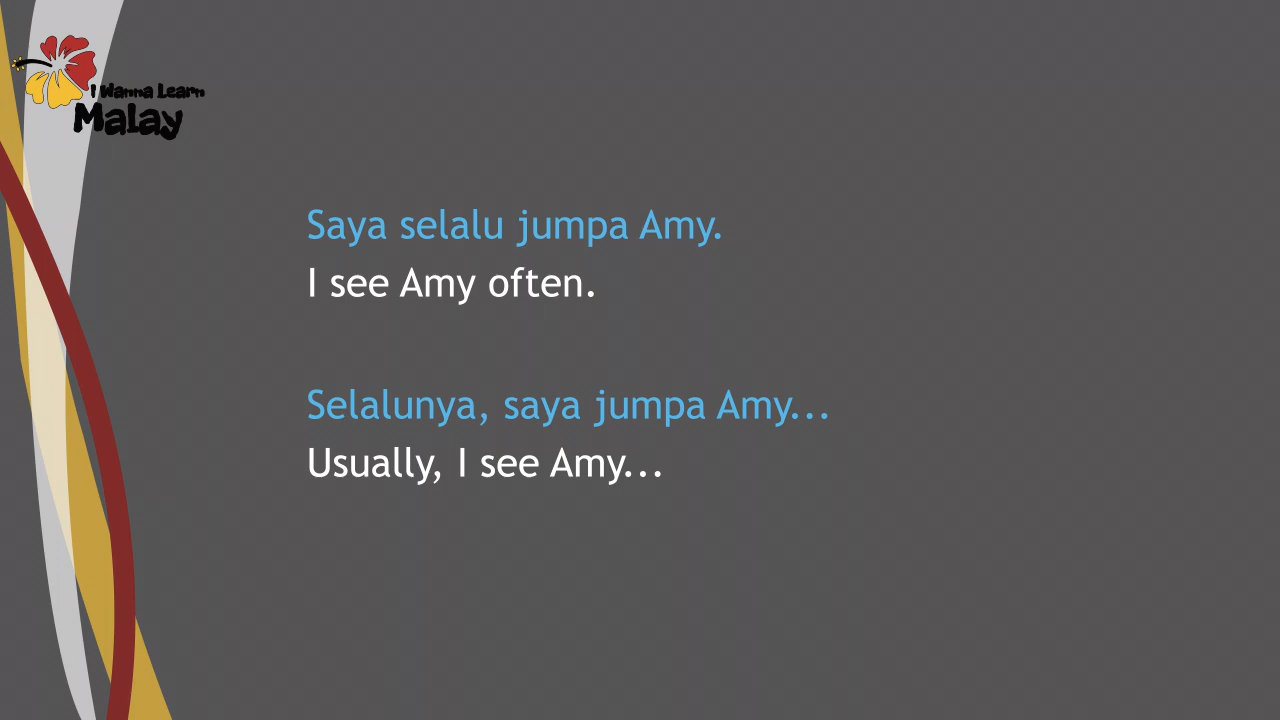 I Wanna Learn
Malay
Saya selalu jumpa Amy.
I see Amy often.
Selalunya, saya jumpa Amy...
Usually, I see Amy...